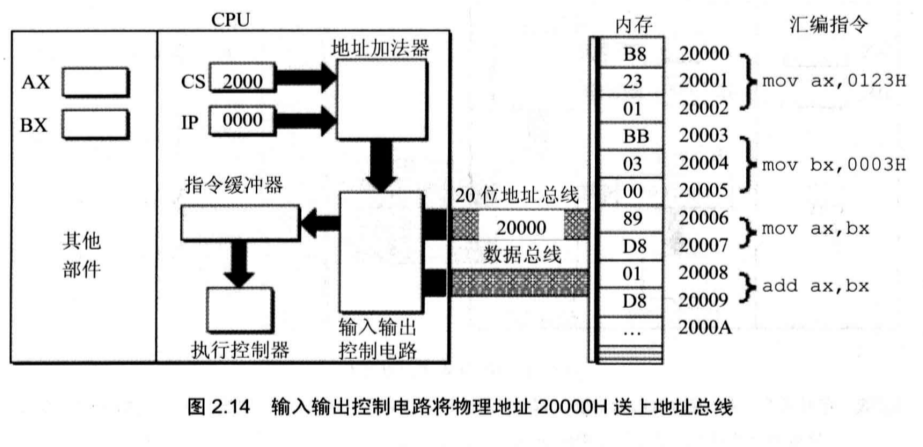 CPU
内存
汇编指令
地址加法器
AX
BX
CS
2000
IP
0000
指令缓冲器
其他
部件
执行控制器
输入输出
控制电路
20 位地址总线
20000
数据总线
B8 20000
23 20001
01 20002
mov ax,0123H
BB 20003
03 20004
00 20005
mov bx,0003H
89 20006
D8 20007
mov ax,bx
01 20008
D8 20009
add ax,bx
… 2000A
图 2.14 输入输出控制电路将物理地址 20000H 送上地址总线